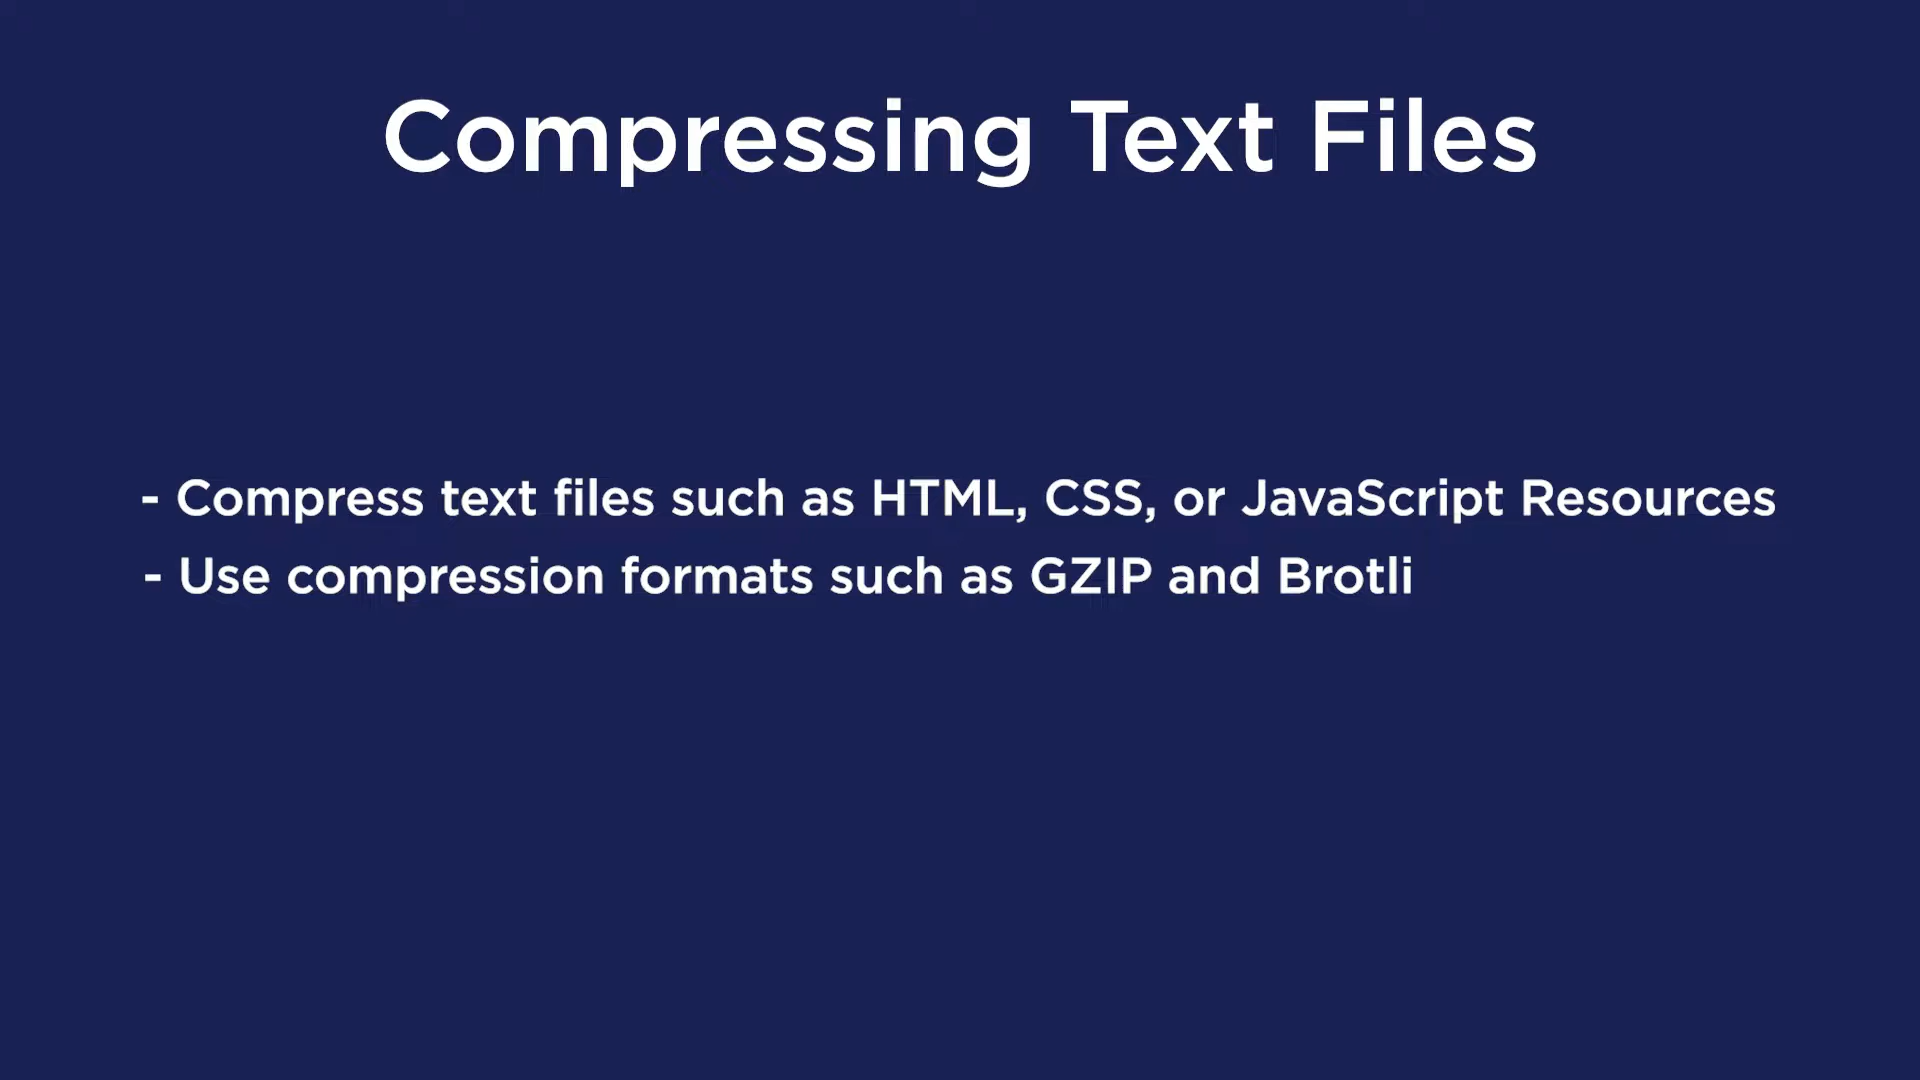 Compressing Text Files
- Compress text files such as HTML, CSS, or JavaScript Resources
- Use compression formats such as GZIP and Brotli